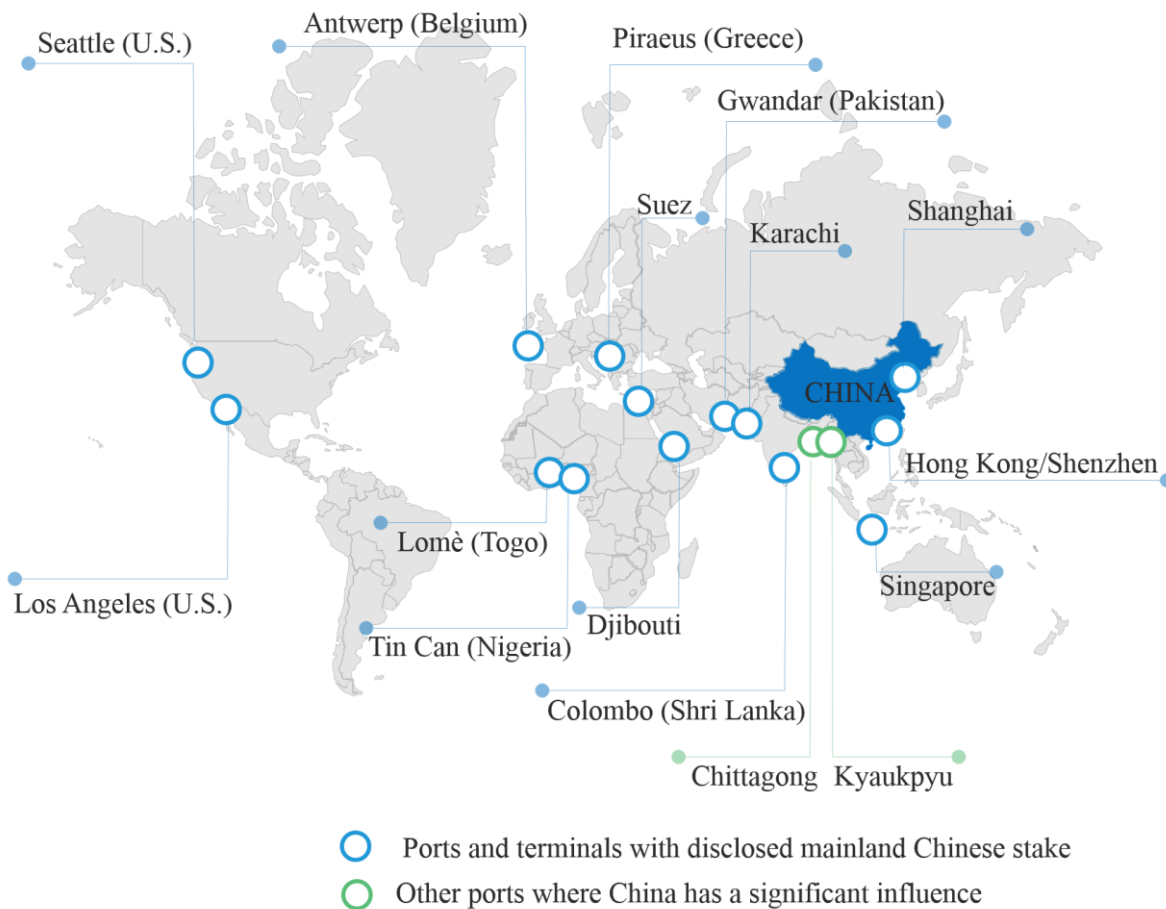 Antwerp (Belgium)
Seattle (U.S.)
Piraeus (Greece)
Gwandar (Pakistan)
Suez
Shanghai
Karachi
CHINA
Hong Kong/Shenzhen
Lomè (Togo)
Singapore
Los Angeles (U.S.)
Djibouti
Tin Can (Nigeria)
Colombo (Shri Lanka)
Chittagong
Kyaukpyu
Ports and terminals with disclosed mainland Chinese stake
Other ports where China has a significant influence